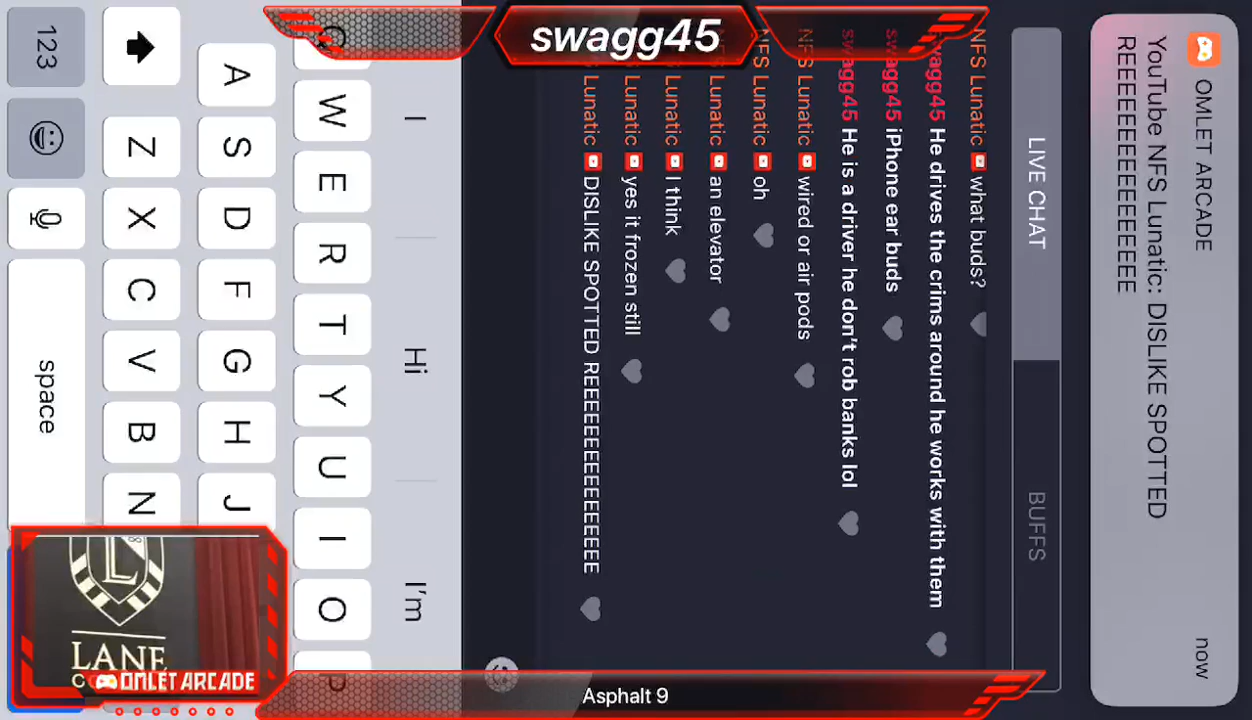 swagg45
OMLET ARCADE
now
YouTube NFS Lunatic: DISLIKE SPOTTED
REEEEEEEEEEEEEEEE
LIVE CHAT
BUFFS
NFS Lunatic what buds?
swagg45 He drives the crims around he works with them
swagg45 iPhone ear buds
swagg45 He is a driver he don't rob banks lol
NFS Lunatic wired or air pods
NFS Lunatic oh
Lunatic an elevator
Lunatic I think
Lunatic yes it frozen still
Lunatic DISLIKE SPOTTED REEEEEEEEEEEEEEEE
I Hi I'm
Q W E R T Y U I O P
A S D F G H J
Z X C V B N
123 space
L
LANE
OMLET ARCADE
Asphalt 9